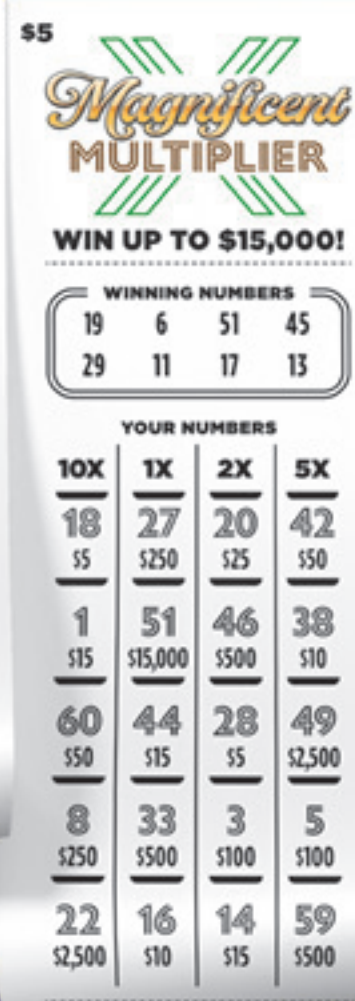 $5
Magnificent
MULTIPLIER
WIN UP TO $15,000!
WINNING NUMBERS
19 6 51 45
29 11 17 13
YOUR NUMBERS
10X 1X 2X 5X
18 27 20 42
$5 $250 $25 $50
1 51 46 38
$15 $15,000 $500 $10
60 44 28 49
$50 $15 $5 $2,500
8 33 3 5
$250 $500 $100 $100
22 16 14 59
$2,500 $10 $15 $500